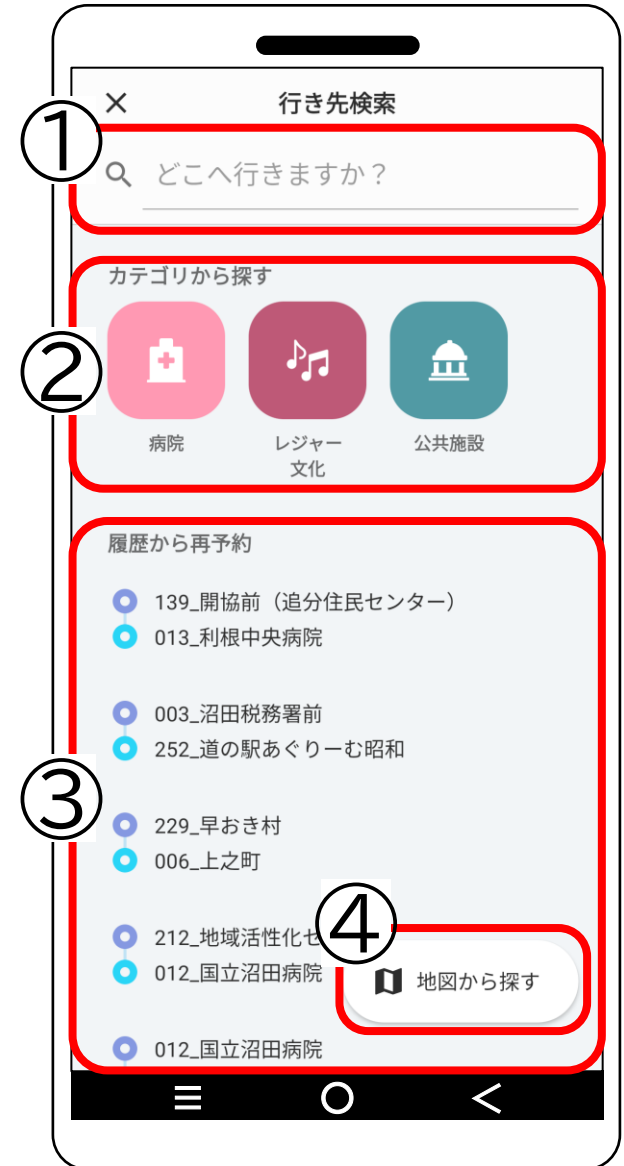 ①
行き先検索
どこへ行きますか？
②
カテゴリから探す
病院
レジャー
文化
公共施設
③
履歴から再予約
139_開協前（追分住民センター）
013_利根中央病院
003_沼田税務署前
252_道の駅あぐりーむ昭和
229_早おき村
006_上之町
212_地域活性化セ
012_国立沼田病院
④
地図から探す
012_国立沼田病院